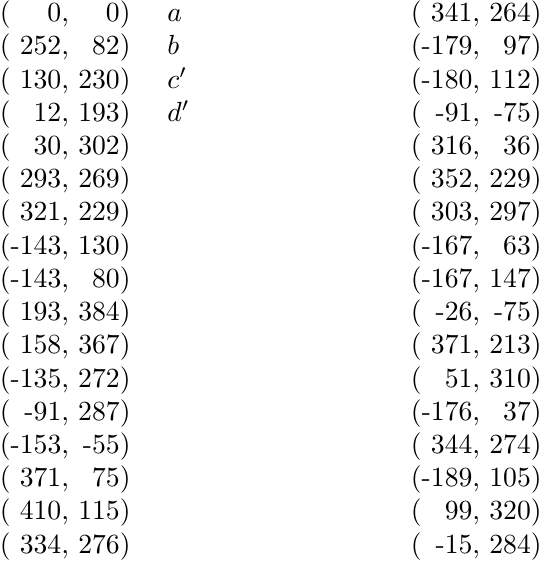 ( 0, 0) a ( 341, 264)
( 252, 82) b (-179, 97)
( 130, 230) c′ (-180, 112)
( 12, 193) d′ ( -91, -75)
( 30, 302) ( 316, 36)
( 293, 269) ( 352, 229)
( 321, 229) ( 303, 297)
(-143, 130) (-167, 63)
(-143, 80) (-167, 147)
( 193, 384) ( -26, -75)
( 158, 367) ( 371, 213)
(-135, 272) ( 51, 310)
( -91, 287) (-176, 37)
(-153, -55) ( 344, 274)
( 371, 75) (-189, 105)
( 410, 115) ( 99, 320)
( 334, 276) ( -15, 284)